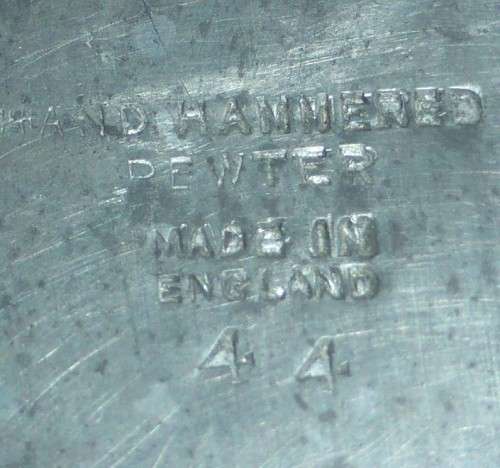 HAND HAMMERED
PEWTER
MADE IN
ENGLAND
44